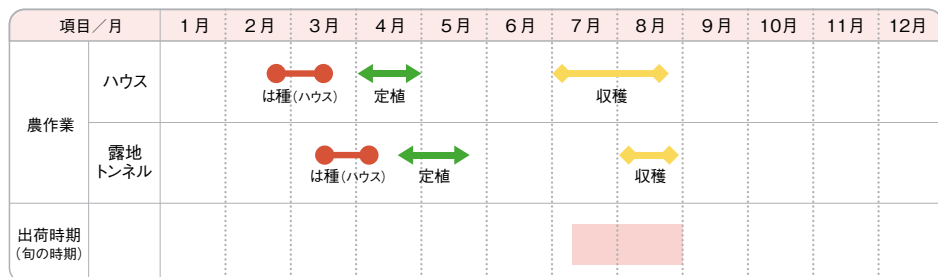 項目／月 1月 2月 3月 4月 5月 6月 7月 8月 9月 10月 11月 12月
農作業
ハウス
は種(ハウス) 定植 収穫
露地
トンネル
は種(ハウス) 定植 収穫
出荷時期
(旬の時期)